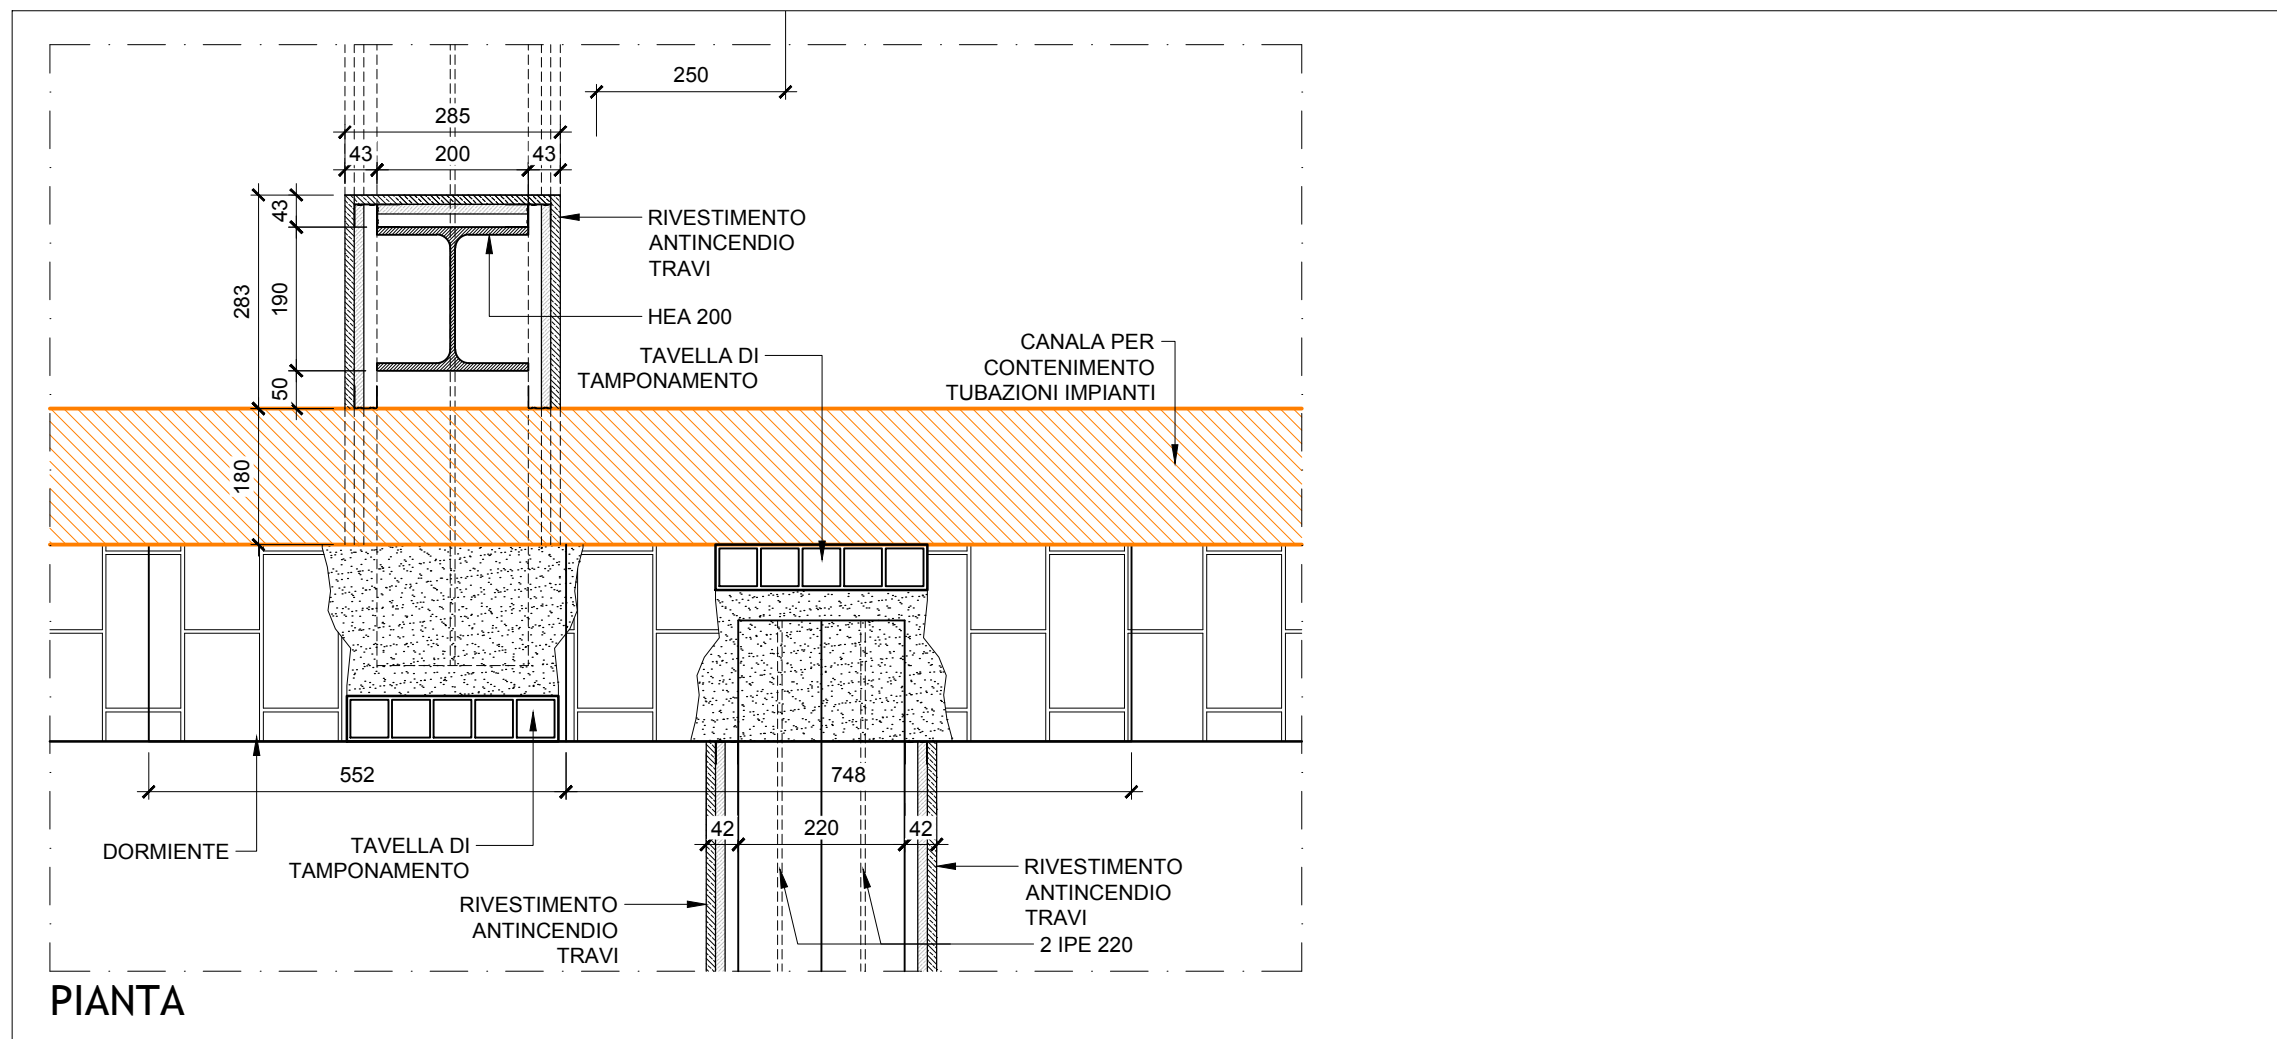 250
285
43
200
43
43
RIVESTIMENTO
ANTINCENDIO
TRAVI
283
190
HEA 200
CANALA PER
CONTENIMENTO
TUBAZIONI IMPIANTI
TAVELLA DI
TAMPONAMENTO
50
180
552
748
42
220
42
DORMIENTE
TAVELLA DI
TAMPONAMENTO
RIVESTIMENTO
ANTINCENDIO
TRAVI
RIVESTIMENTO
ANTINCENDIO
TRAVI
2 IPE 220
PIANTA